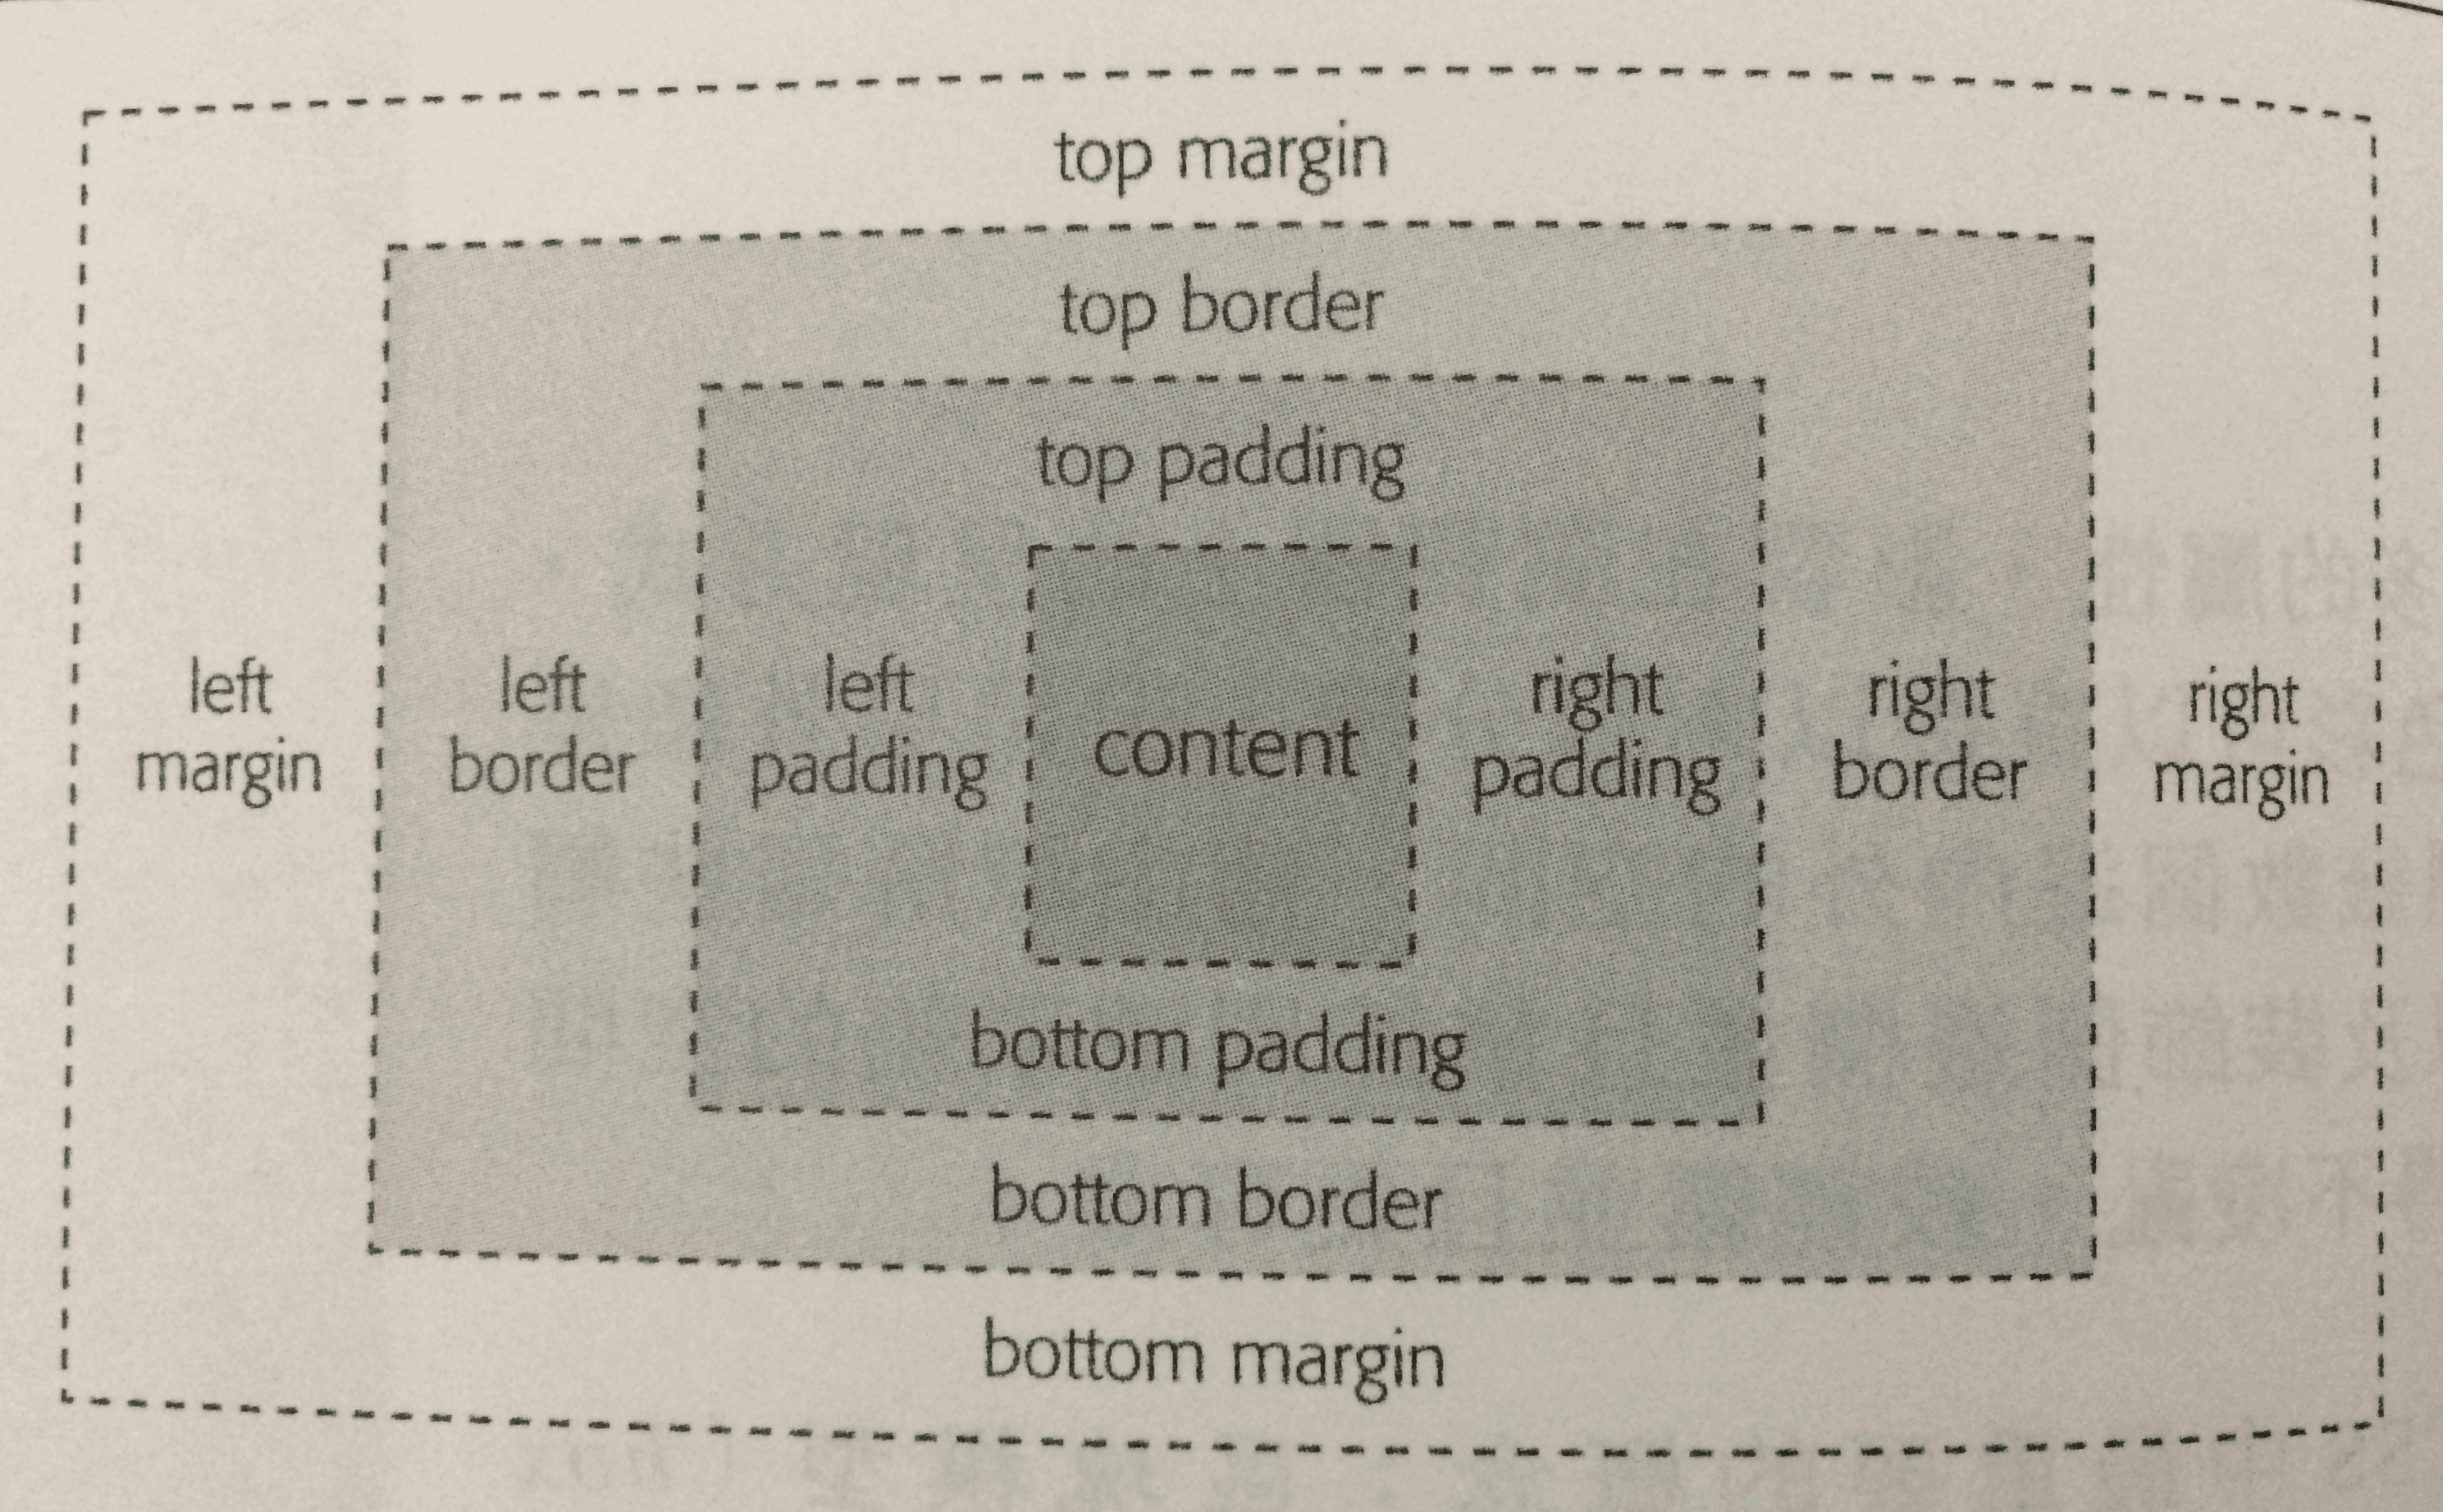 top margin
top border
top padding
left
margin
left
border
left
padding
content
right
padding
right
border
right
margin
bottom padding
bottom border
bottom margin